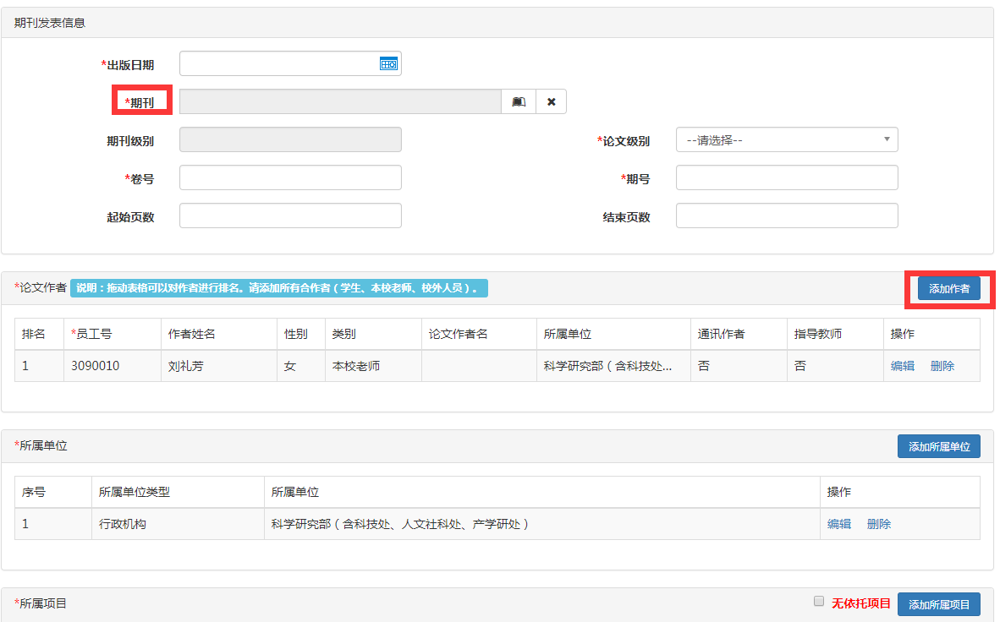 期刊发表信息
*出版日期
*期刊
期刊级别
*论文级别 --请选择--
*卷号
*期号
起始页数
结束页数
*论文作者 说明：拖动表格可以对作者进行排名。请添加所有合作者（学生、本校老师、校外人员）。 添加作者
排名 *员工号 作者姓名 性别 类别 论文作者名 所属单位 通讯作者 指导教师 操作
1 3090010 刘礼芳 女 本校老师 科学研究部（含科技处... 否 否 编辑 删除
*所属单位 添加所属单位
序号 所属单位类型 所属单位 操作
1 行政机构 科学研究部（含科技处、人文社科处、产学研处） 编辑 删除
*所属项目 无依托项目 添加所属项目